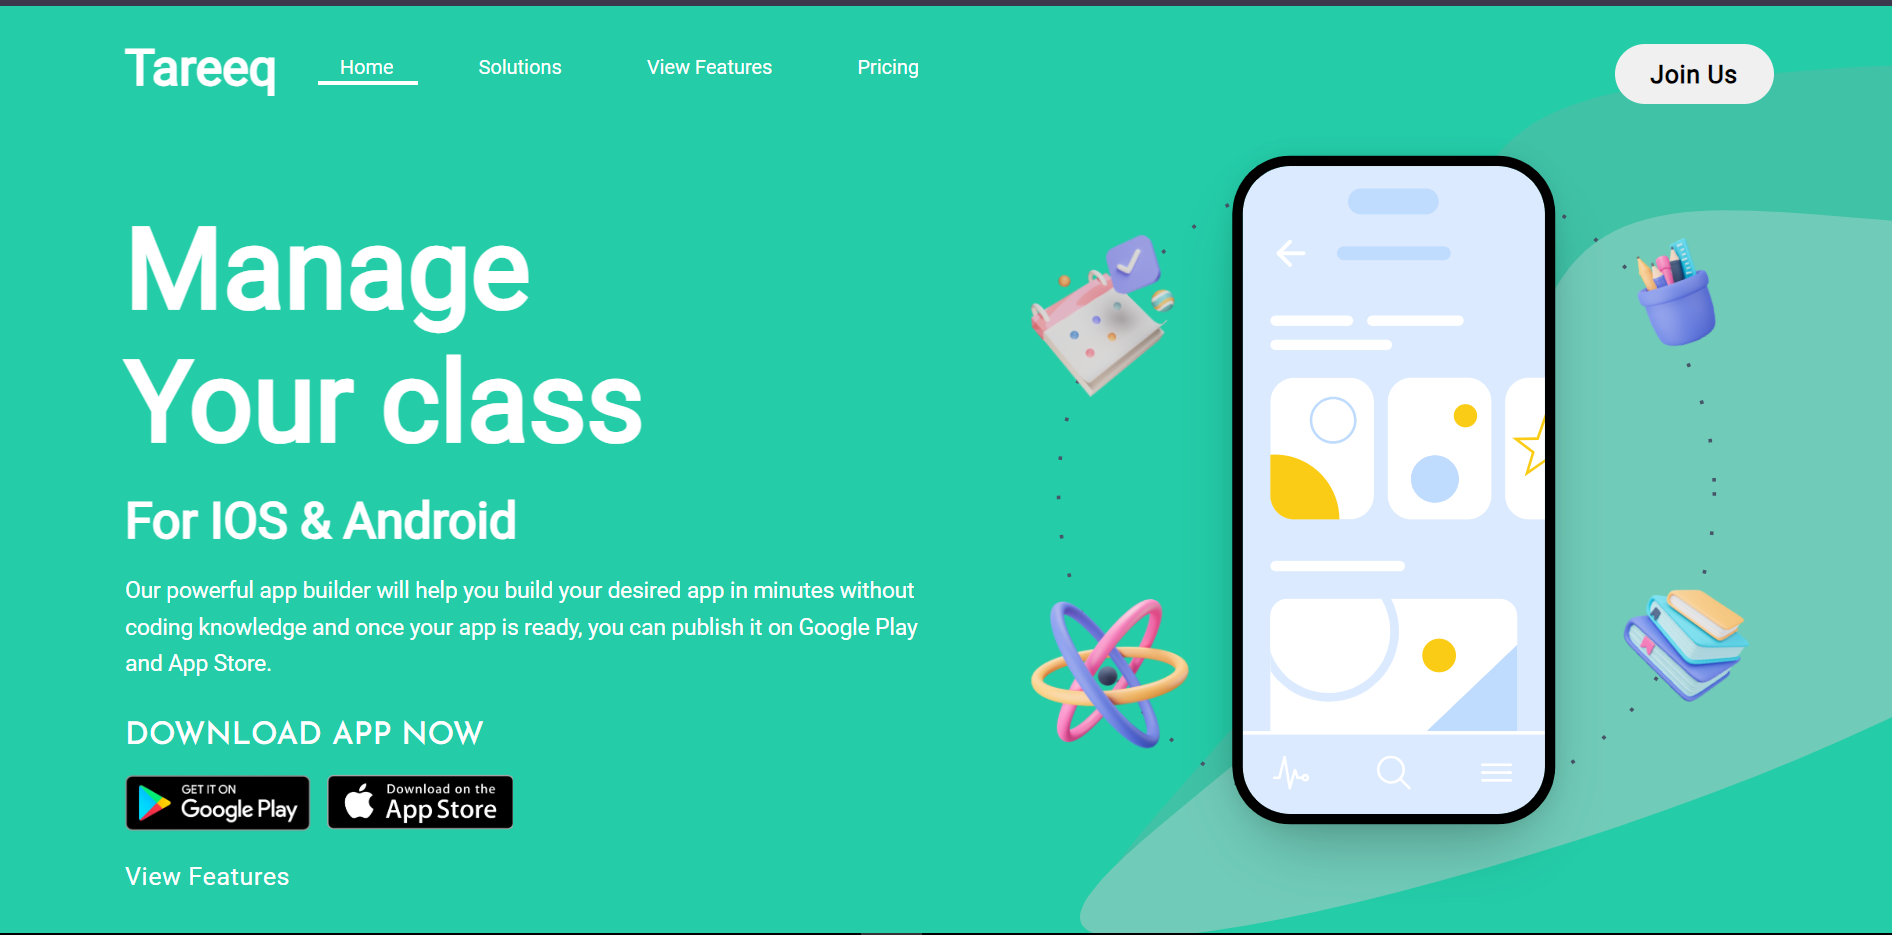 Tareeq
Home
Solutions
View Features
Pricing
Join Us
Manage
Your class
For IOS & Android
Our powerful app builder will help you build your desired app in minutes without
coding knowledge and once your app is ready, you can publish it on Google Play
and App Store.
DOWNLOAD APP NOW
GET IT ON
Google Play
Download on the
App Store
View Features